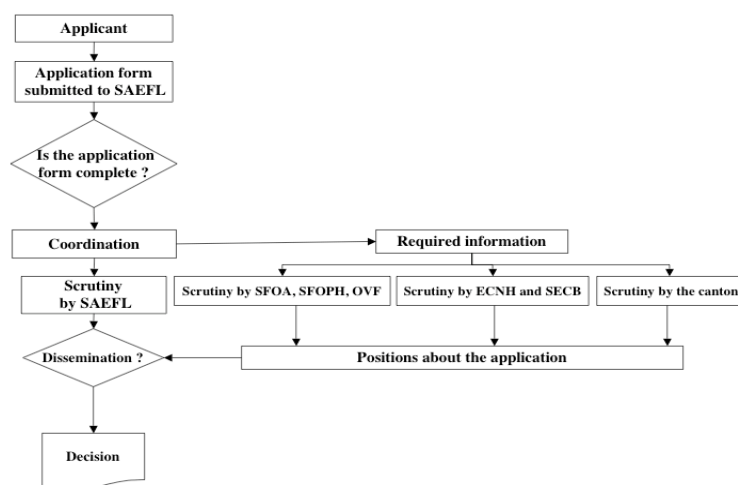 Applicant
Application form
submitted to SAEFL
Is the application
form complete ?
Coordination
Required information
Scrutiny
by SAEFL
Scrutiny by SFOA, SFOPH, OVF
Scrutiny by ECNH and SECB
Scrutiny by the canton
Dissemination ?
Positions about the application
Decision